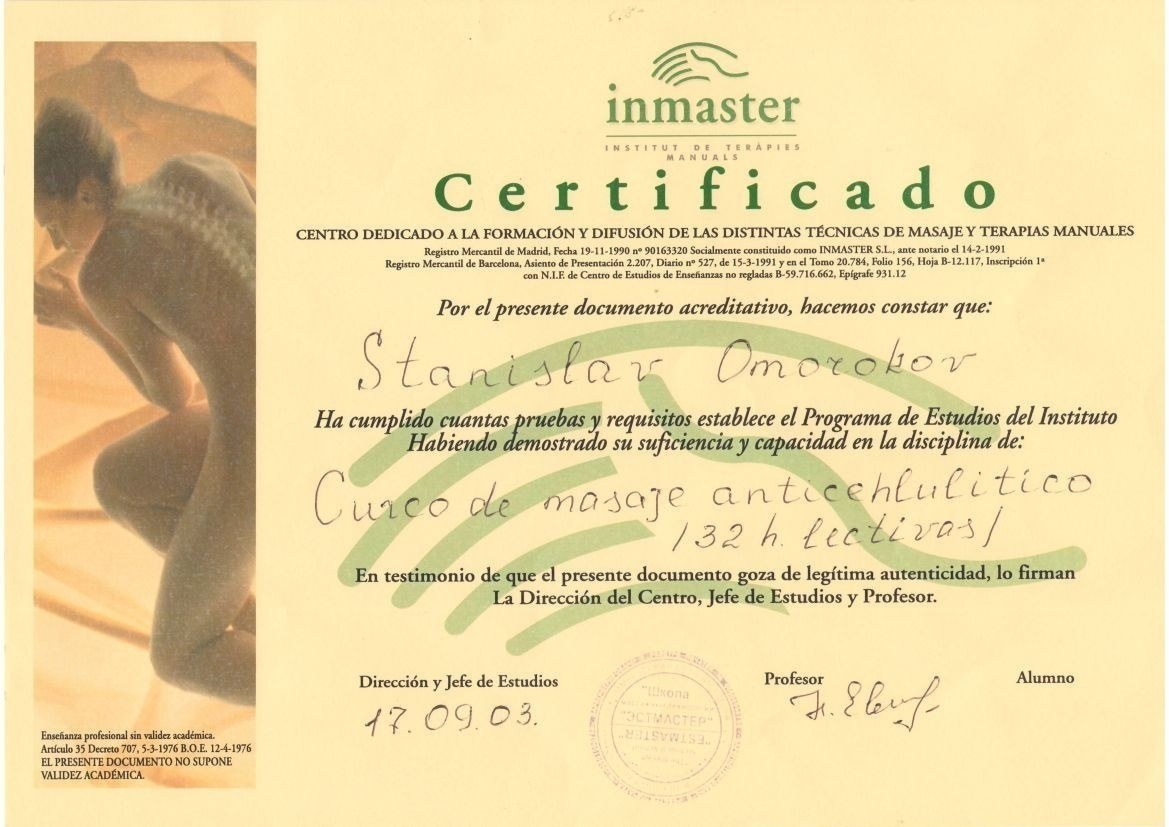 inmaster
INSTITUT DE TERÀPIES
MANUALS
Certificado
CENTRO DEDICADO A LA FORMACIÓN Y DIFUSIÓN DE LAS DISTINTAS TÉCNICAS DE MASAJE Y TERAPIAS MANUALES
Registro Mercantil de Madrid, Fecha 19-11-1990 nº 90163320 Socialmente constituido como INMASTER S.L., ante notario el 14-2-1991
Registro Mercantil de Barcelona, Asiento de Presentación 2.207, Diario nº 527, de 15-3-1991 y en el Tomo 20.784, Folio 156, Hoja B-12.117, Inscripción 1ª
con N.I.F. de Centro de Estudios de Enseñanzas no regladas B-59.716.662, Epígrafe 931.12
Por el presente documento acreditativo, hacemos constar que:
Stanislav Omorokov
Ha cumplido cuantas pruebas y requisitos establece el Programa de Estudios del Instituto
Habiendo demostrado su suficiencia y capacidad en la disciplina de:
Curco de masaje anticehlulitico
/32 h. lectivas/
En testimonio de que el presente documento goza de legítima autenticidad, lo firman
La Dirección del Centro, Jefe de Estudios y Profesor.
Dirección y Jefe de Estudios
17.09.03.
Profesor
Alumno
"Школа
"ЭСТМАСТЕР"
"ESTMASTER"
Enseñanza profesional sin validez académica.
Artículo 35 Decreto 707, 5-3-1976 B.O.E. 12-4-1976
EL PRESENTE DOCUMENTO NO SUPONE
VALIDEZ ACADÉMICA.